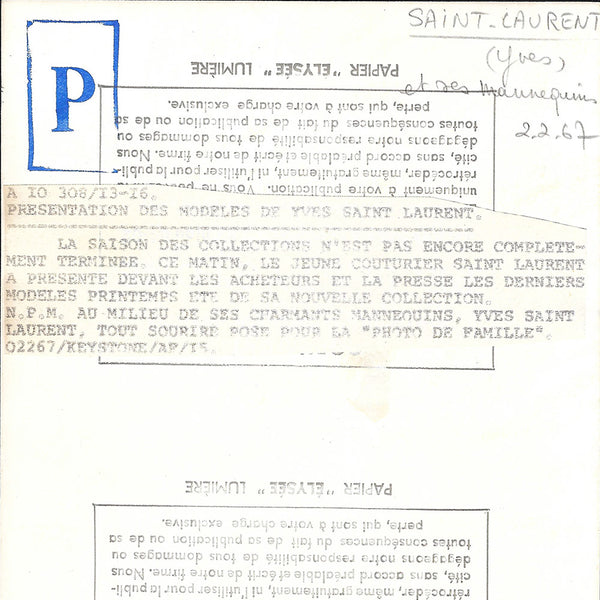 SAINT-LAURENT
(Yves)
et ses Mannequins
2.2.67
P
PAPIER "ELYSÉE" LUMIÈRE
uniquement à votre publication. Vous ne
rétrocéder, même gratuitement, ni l'utiliser pour la publi-
cité, sans accord préalable et écrit de notre firme. Nous
dégageons notre responsabilité de tous dommages ou
toutes conséquences du fait de sa publication ou de sa
perte, qui sont à votre charge exclusive.
A IO 308/I3-I6.
PRESENTATION DES MODELES DE YVES SAINT LAURENT.
LA SAISON DES COLLECTIONS N'EST PAS ENCORE COMPLETE-
MENT TERMINEE. CE MATIN, LE JEUNE COUTURIER SAINT LAURENT
A PRESENTE DEVANT LES ACHETEURS ET LA PRESSE LES DERNIERS
MODELES PRINTEMPS ETE DE SA NOUVELLE COLLECTION.
N.P.M. AU MILIEU DE SES CHARMANTS MANNEQUINS, YVES SAINT
LAURENT, TOUT SOURIRE POSE POUR LA "PHOTO DE FAMILLE".
O2267/KEYSTONE/AP/I5.
PAPIER "ÉLYSÉE" LUMIÈRE
rétrocéder, même gratuitement, ni l'utiliser pour la publi-
cité, sans accord préalable et écrit de notre firme. Nous
dégageons notre responsabilité de tous dommages ou
toutes conséquences du fait de sa publication ou de sa
perte, qui sont à votre charge exclusive.